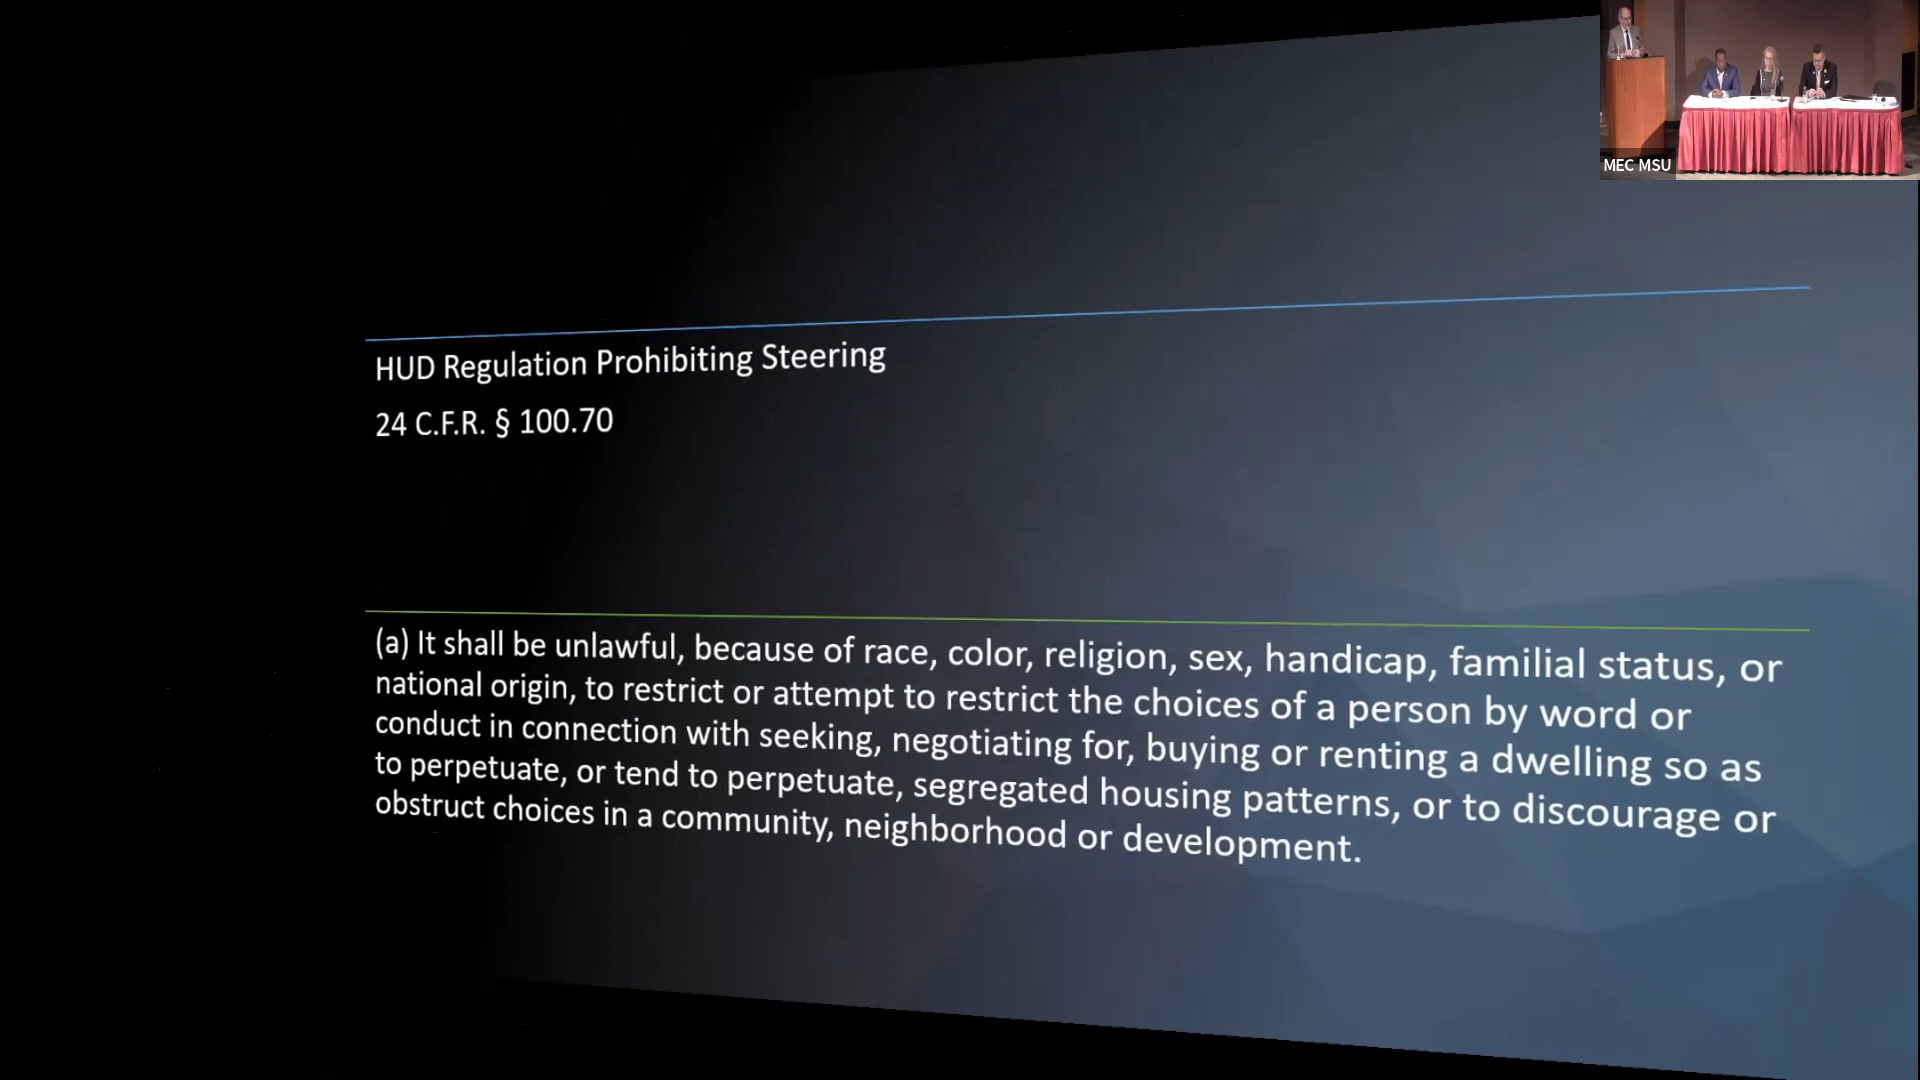 MEC MSU
HUD Regulation Prohibiting Steering
24 C.F.R. § 100.70
(a) It shall be unlawful, because of race, color, religion, sex, handicap, familial status, or
national origin, to restrict or attempt to restrict the choices of a person by word or
conduct in connection with seeking, negotiating for, buying or renting a dwelling so as
to perpetuate, or tend to perpetuate, segregated housing patterns, or to discourage or
obstruct choices in a community, neighborhood or development.